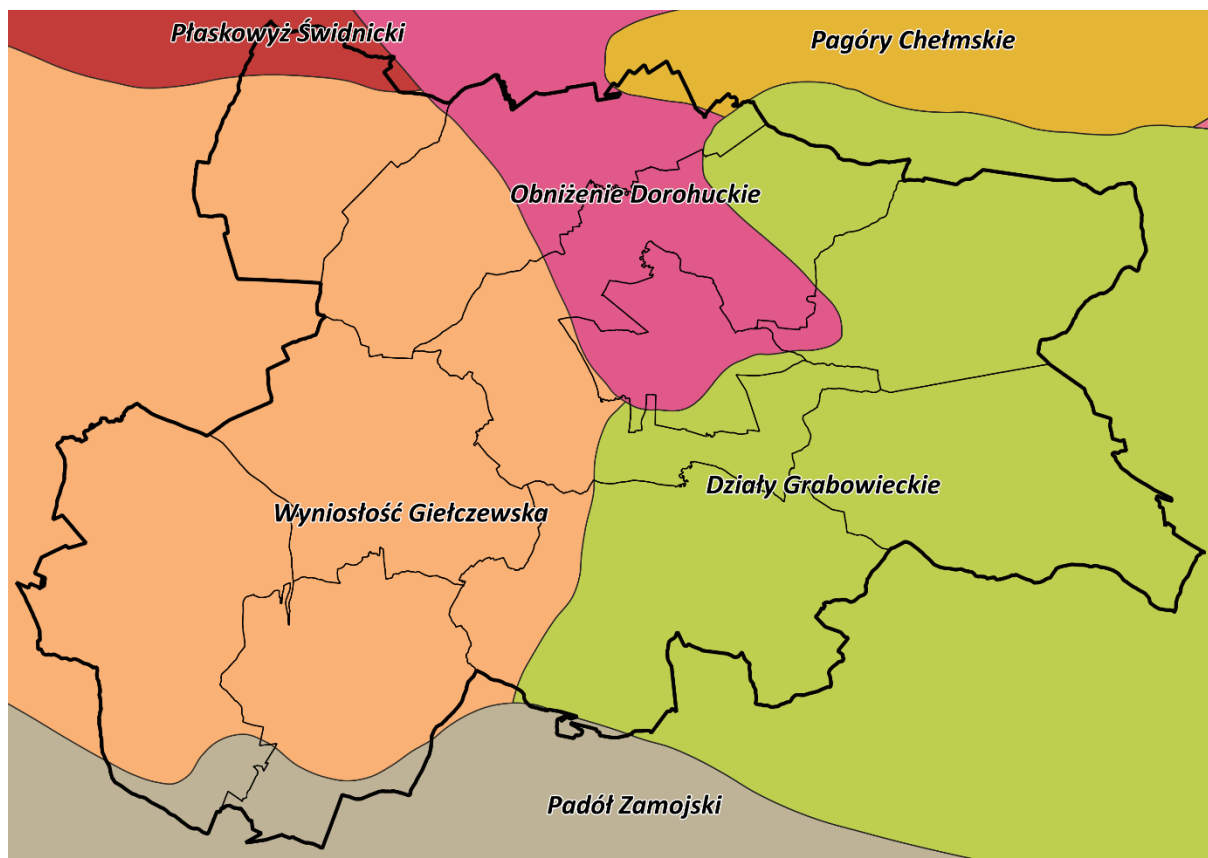 Płaskowyż Świdnicki
Pagóry Chełmskie
Obniżenie Dorohuckie
Działy Grabowieckie
Wyniosłość Giełczewska
Padół Zamojski